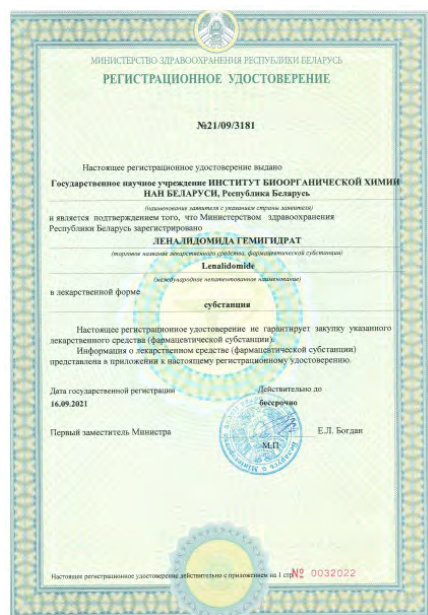 МИНИСТЕРСТВО ЗДРАВООХРАНЕНИЯ РЕСПУБЛИКИ БЕЛАРУСЬ
РЕГИСТРАЦИОННОЕ УДОСТОВЕРЕНИЕ
№21/09/3181
Настоящее регистрационное удостоверение выдано
Государственное научное учреждение ИНСТИТУТ БИООРГАНИЧЕСКОЙ ХИМИИ
НАН БЕЛАРУСИ, Республика Беларусь
(наименование заявителя с указанием страны заявителя)
и является подтверждением того, что Министерством здравоохранения
Республики Беларусь зарегистрировано
ЛЕНАЛИДОМИДА ГЕМИГИДРАТ
(торговое название лекарственного средства, фармацевтической субстанции)
Lenalidomide
(международное непатентованное наименование)
в лекарственной форме
субстанция
Настоящее регистрационное удостоверение не гарантирует закупку указанного
лекарственного средства (фармацевтической субстанции).
Информация о лекарственном средстве (фармацевтической субстанции)
представлена в приложении к настоящему регистрационному удостоверению.
Дата государственной регистрации
Действительно до
16.09.2021
бессрочно
Первый заместитель Министра
Е.Л. Богдан
М.П.
Настоящее регистрационное удостоверение действительно с приложением на 1 стр.
№ 0032022